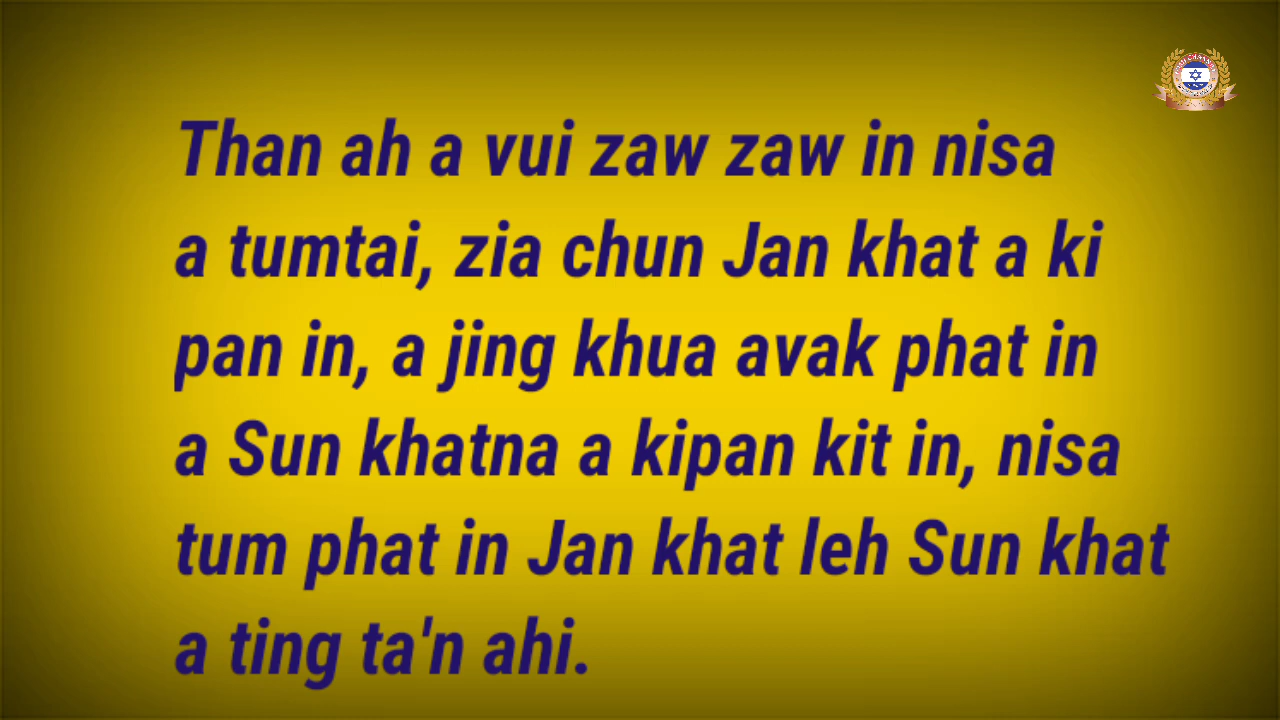 Than ah a vui zaw zaw in nisa
a tumtai, zia chun Jan khat a ki
pan in, a jing khua avak phat in
a Sun khatna a kipan kit in, nisa
tum phat in Jan khat leh Sun khat
a ting ta'n ahi.